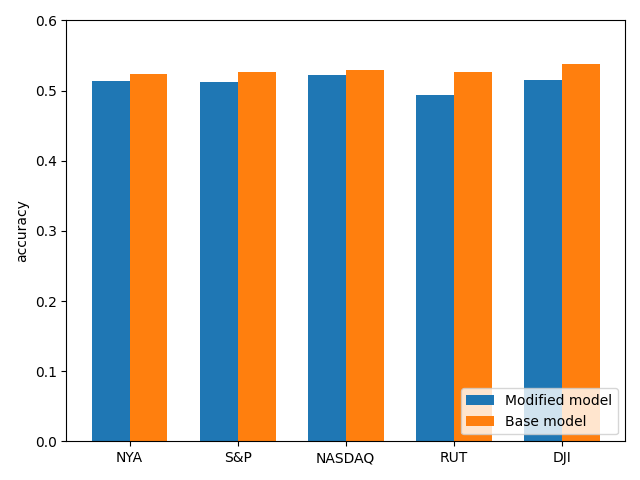 0.6
0.5
0.4
0.3
0.2
0.1
0.0
accuracy
NYA
S&P
NASDAQ
RUT
DJI
Modified model
Base model